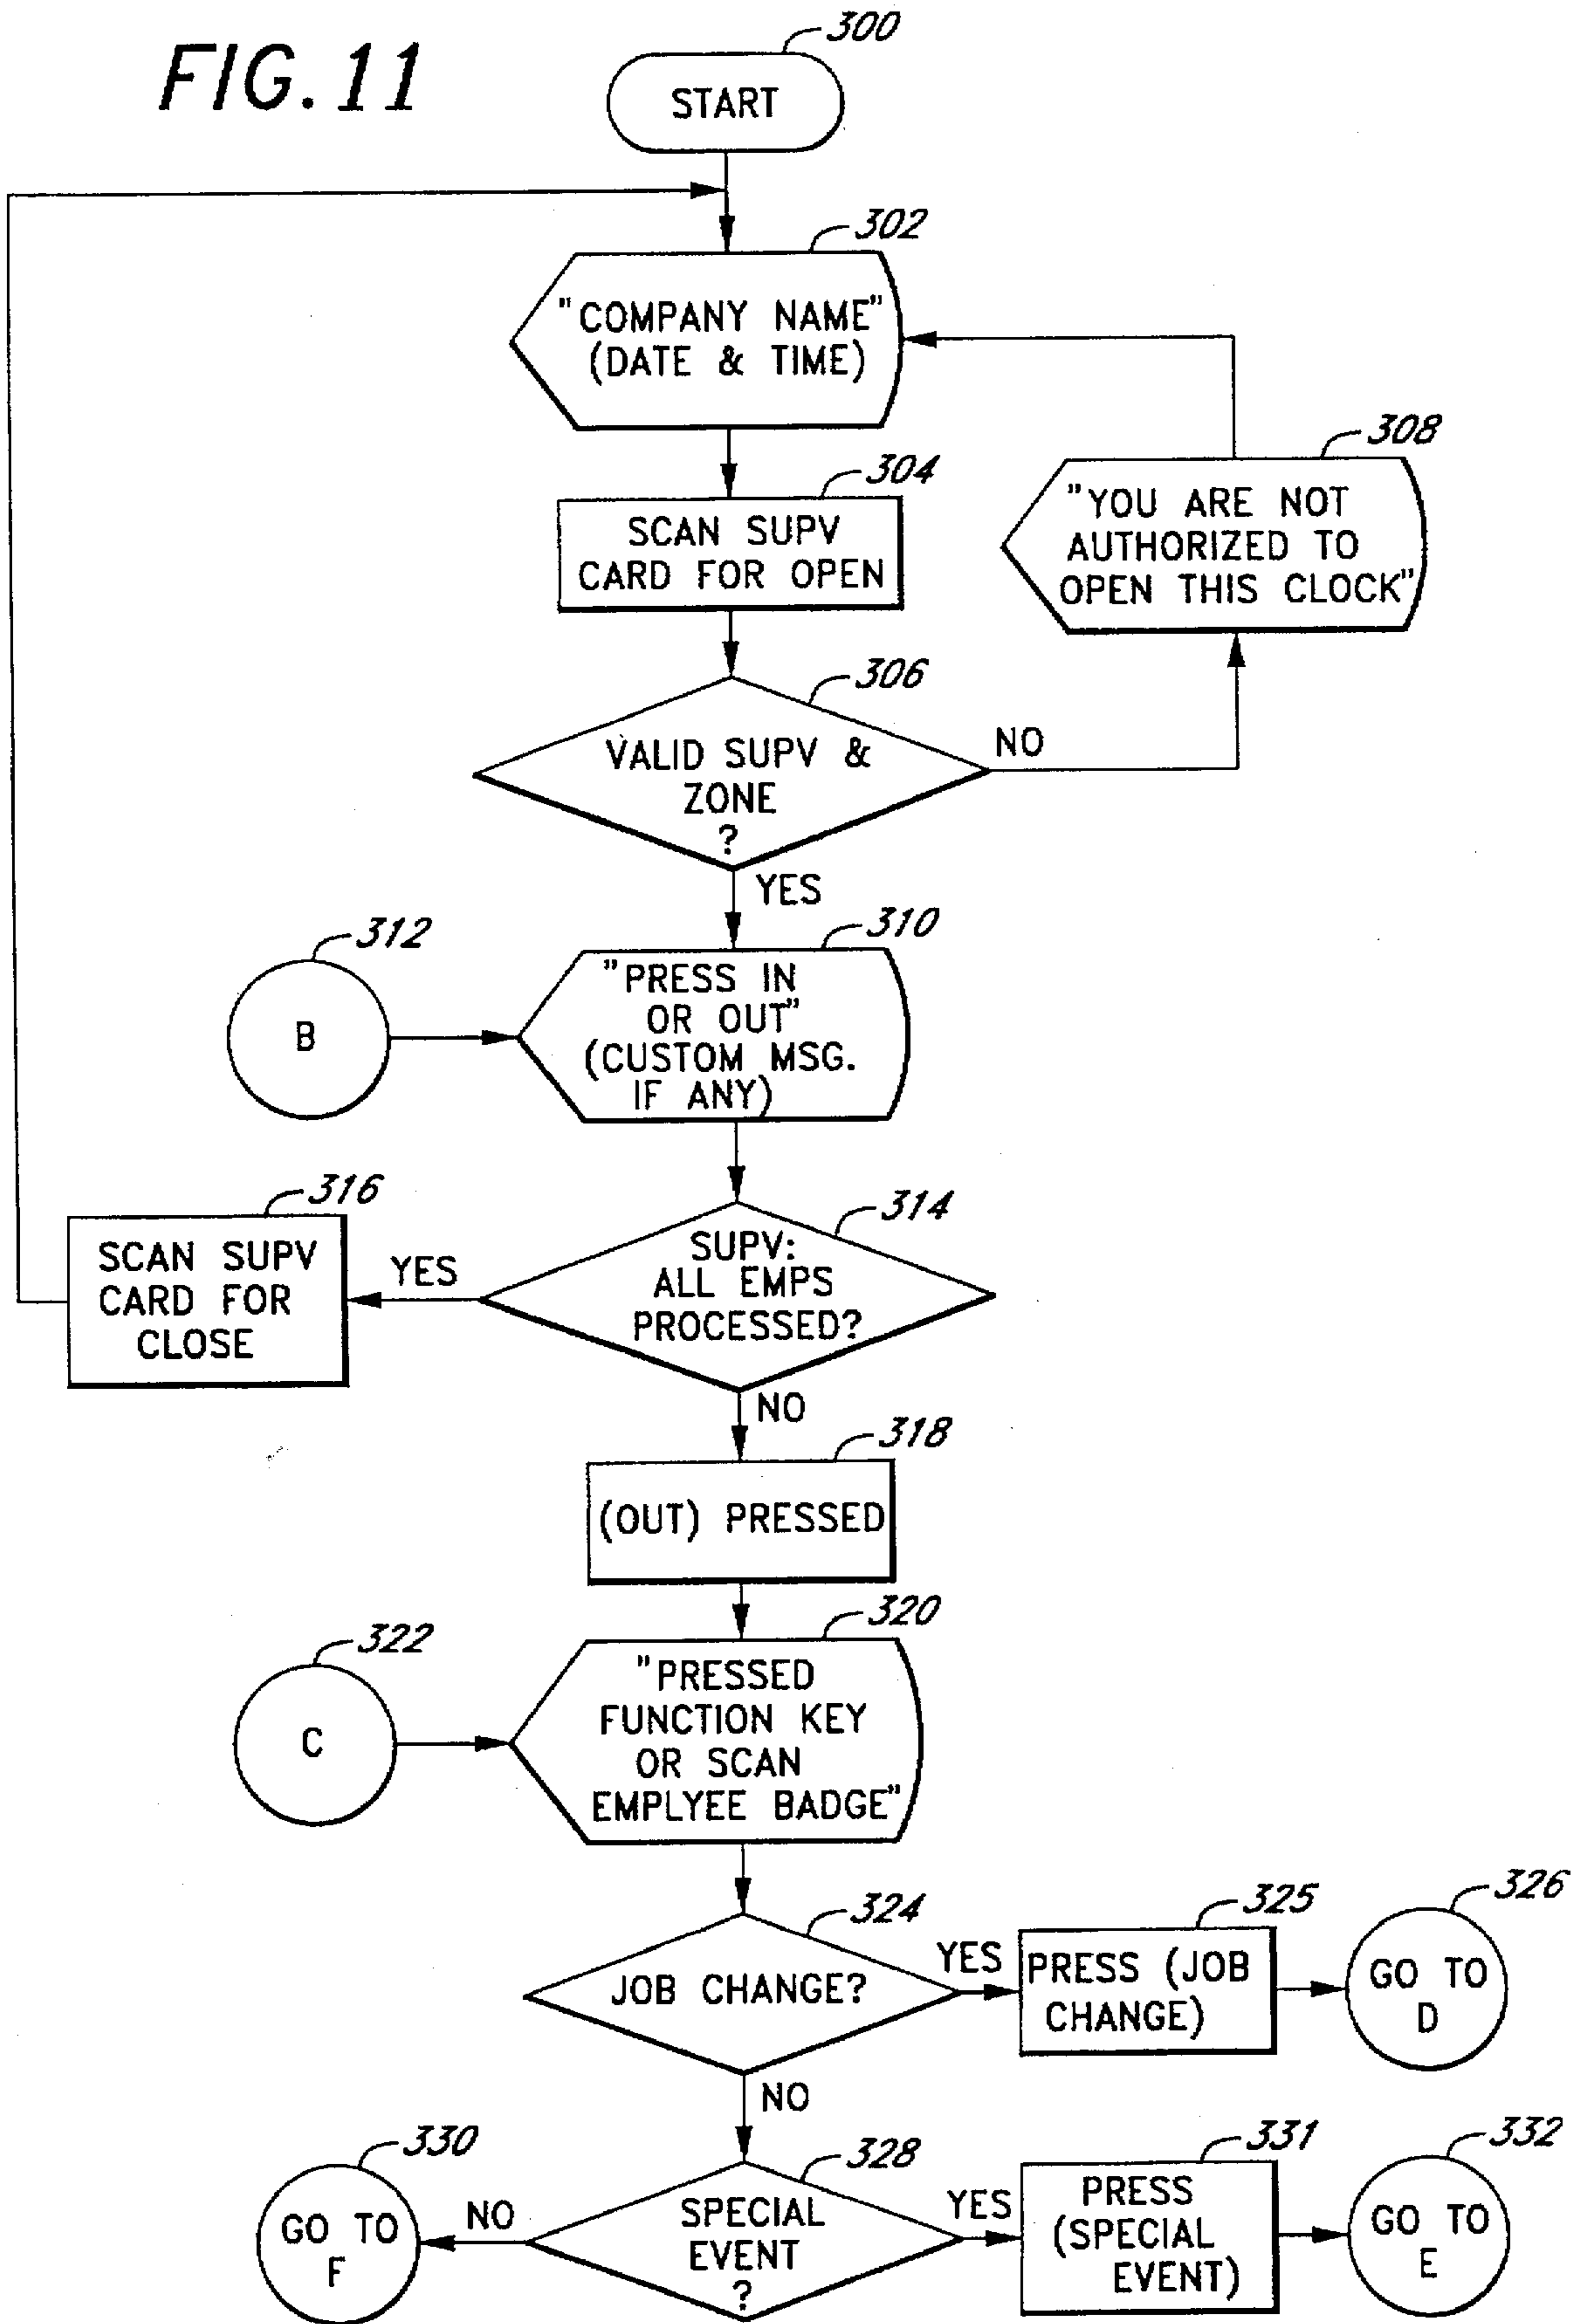 FIG. 11
300
START
302
"COMPANY NAME"
(DATE & TIME)
308
"YOU ARE NOT
AUTHORIZED TO
OPEN THIS CLOCK"
304
SCAN SUPV
CARD FOR OPEN
306
VALID SUPV &
ZONE
?
NO
YES
312
B
310
"PRESS IN
OR OUT"
(CUSTOM MSG.
IF ANY)
316
SCAN SUPV
CARD FOR
CLOSE
YES
314
SUPV:
ALL EMPS
PROCESSED?
NO
318
(OUT) PRESSED
322
C
320
"PRESSED
FUNCTION KEY
OR SCAN
EMPLYEE BADGE"
324
JOB CHANGE?
YES
325
PRESS (JOB
CHANGE)
326
GO TO
D
NO
330
GO TO
F
NO
328
SPECIAL
EVENT
?
YES
331
PRESS
(SPECIAL
EVENT)
332
GO TO
E